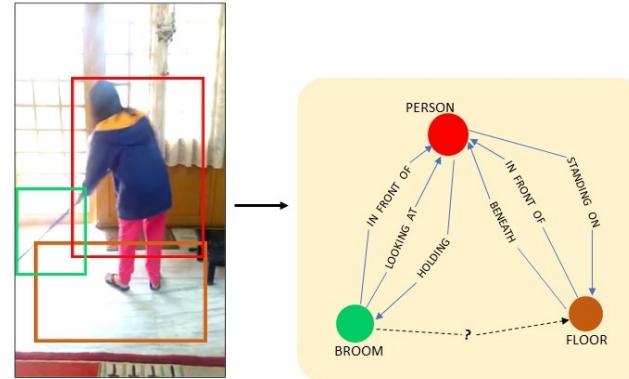 PERSON
IN FRONT OF
LOOKING AT
HOLDING
BENEATH
IN FRONT OF
STANDING ON
?
BROOM
FLOOR